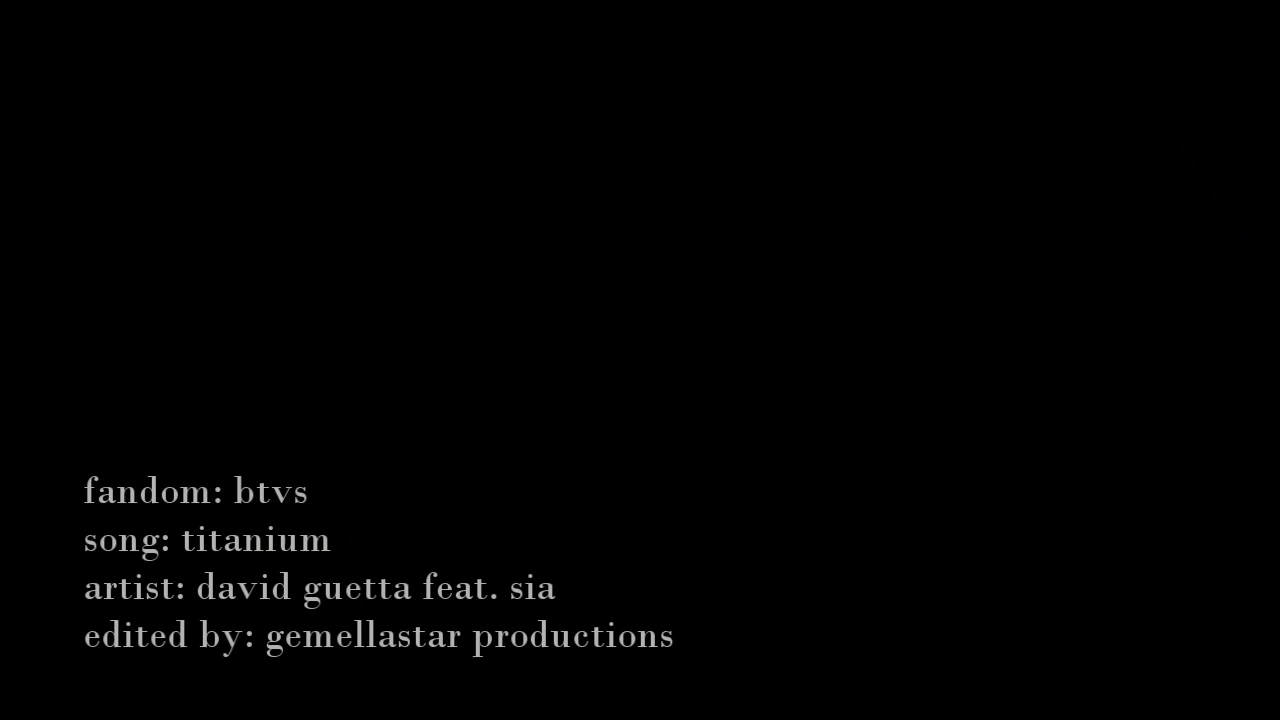 fandom: btvs
song: titanium
artist: david guetta feat. sia
edited by: gemellastar productions